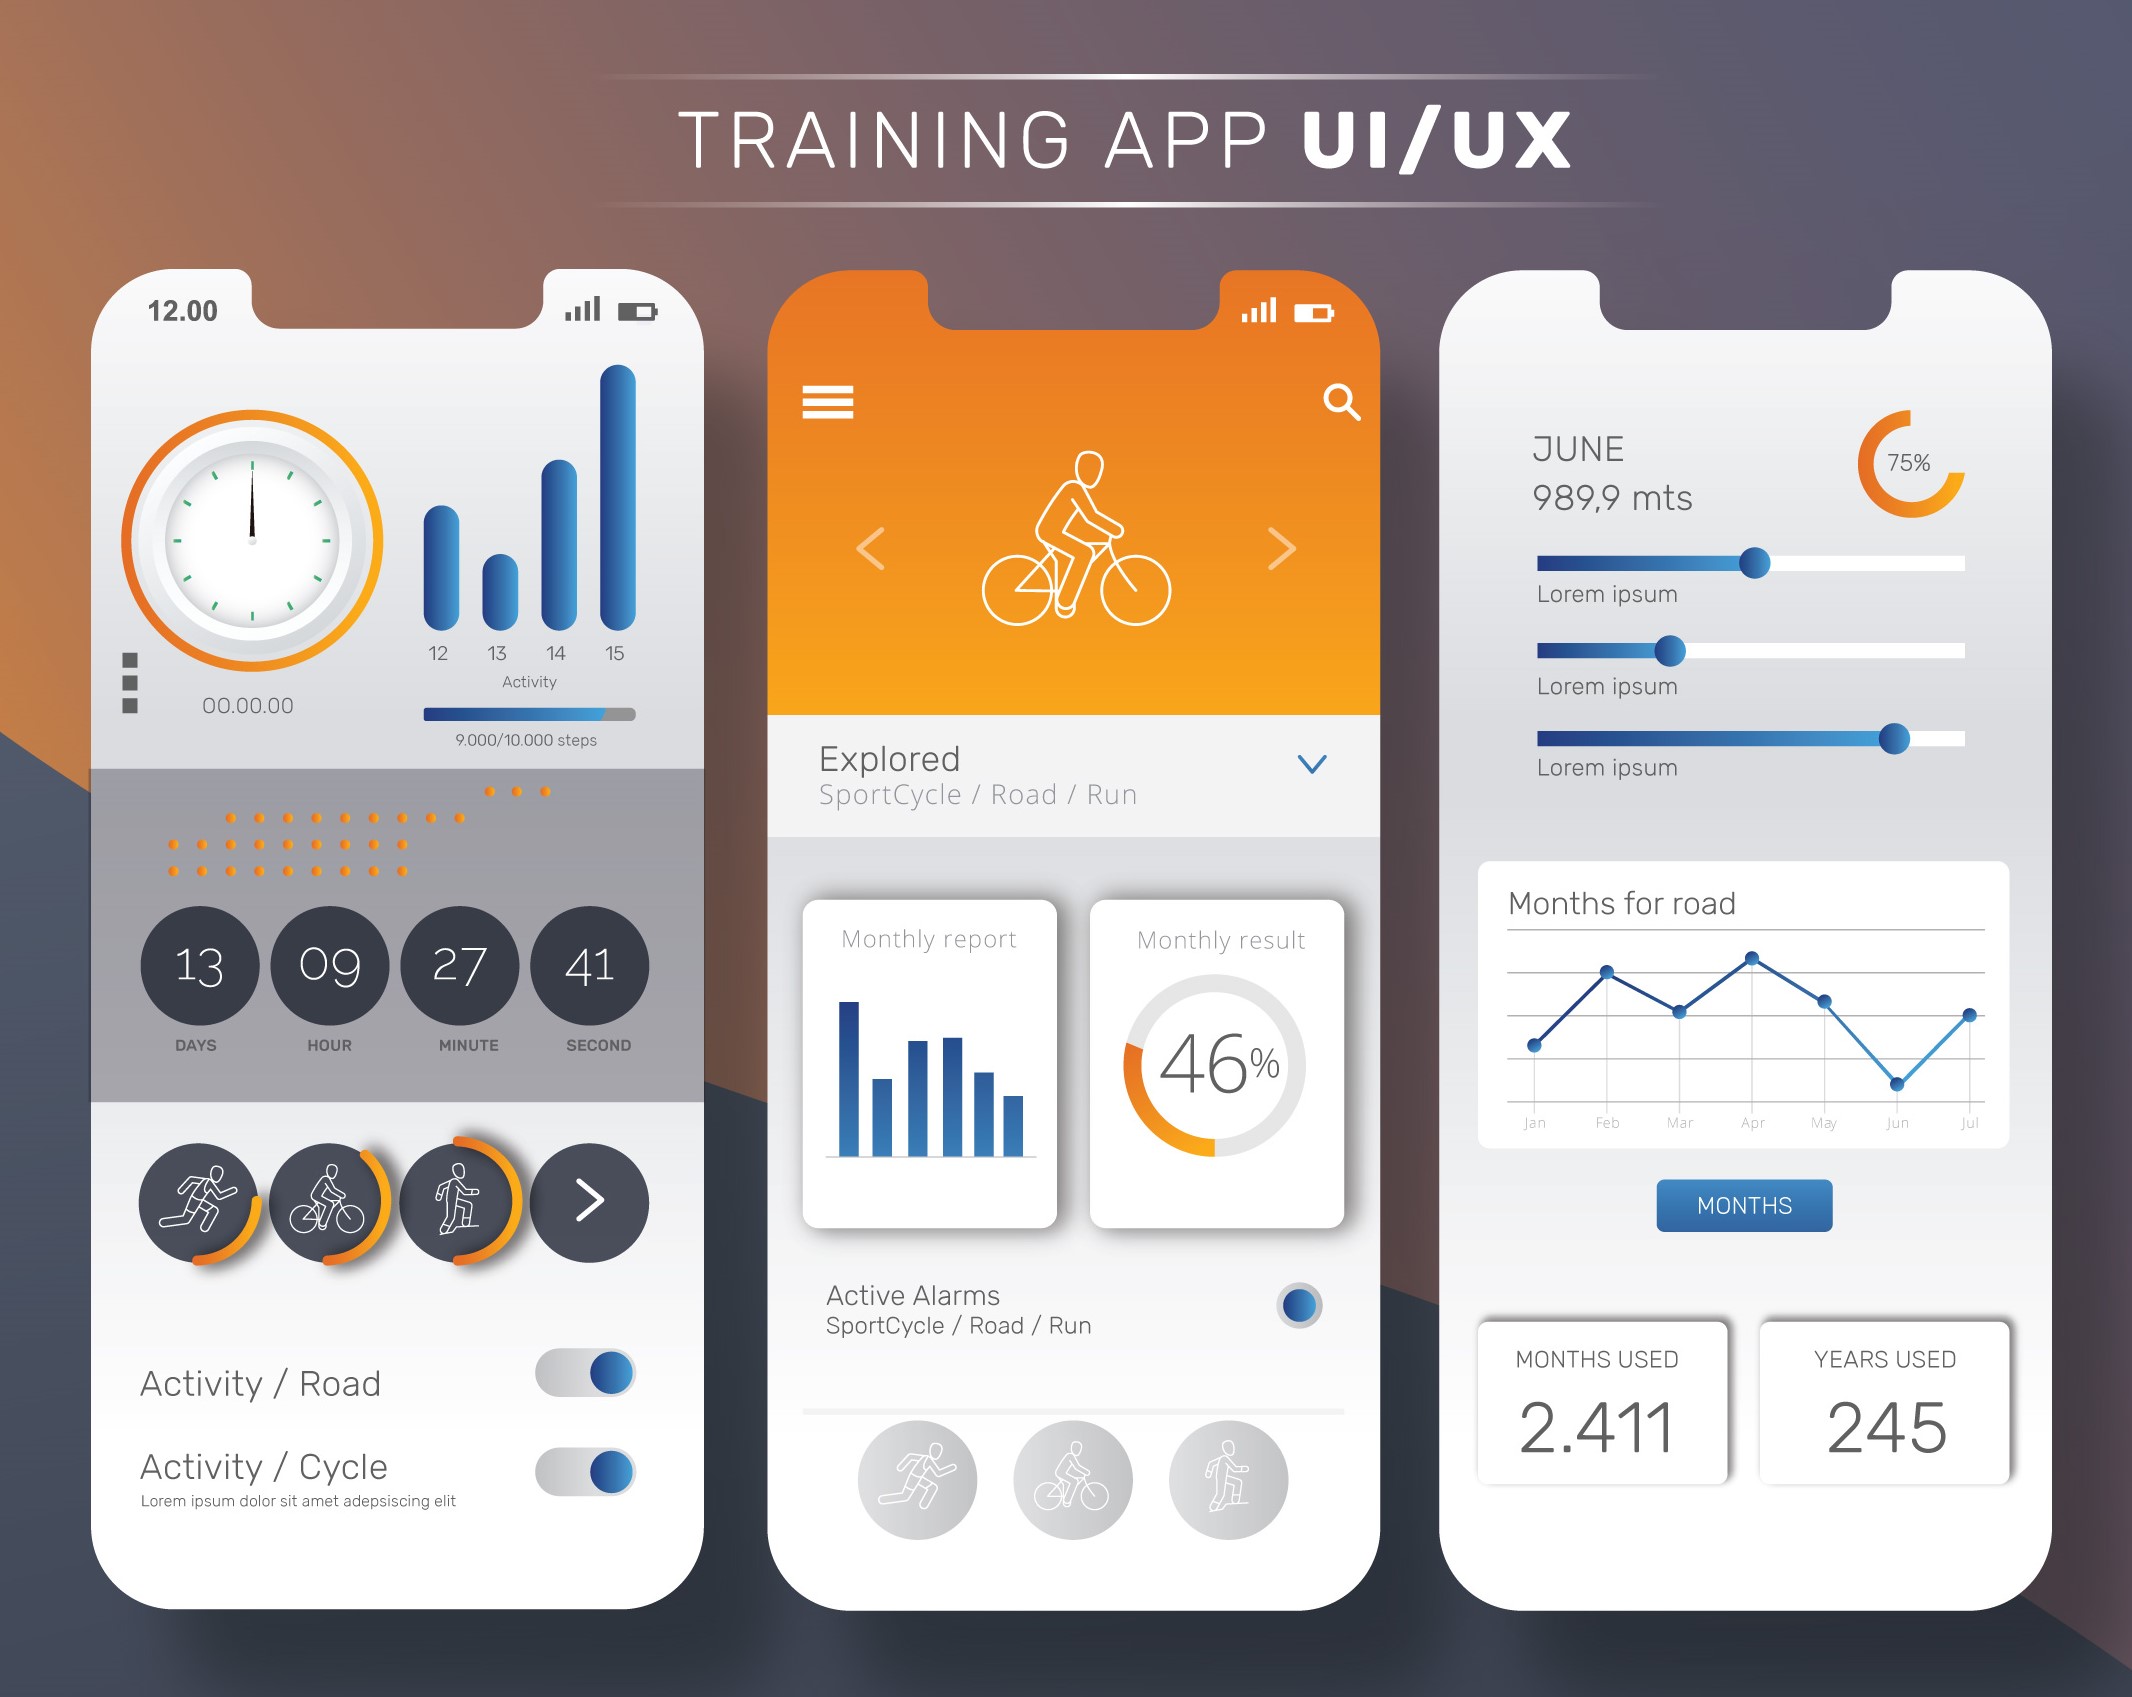 TRAINING APP UI/UX
12.00
12 13 14 15
Activity
00.00.00
9.000/10.000 steps
13 09 27 41
DAYS HOUR MINUTE SECOND
Activity / Road
Activity / Cycle
Lorem ipsum dolor sit amet adepsiscing elit
Explored
SportCycle / Road / Run
Monthly report
Monthly result
46%
Active Alarms
SportCycle / Road / Run
JUNE
989,9 mts
75%
Lorem ipsum
Lorem ipsum
Lorem ipsum
Months for road
Jan Feb Mar Apr May Jun Jul
MONTHS
MONTHS USED
2.411
YEARS USED
245